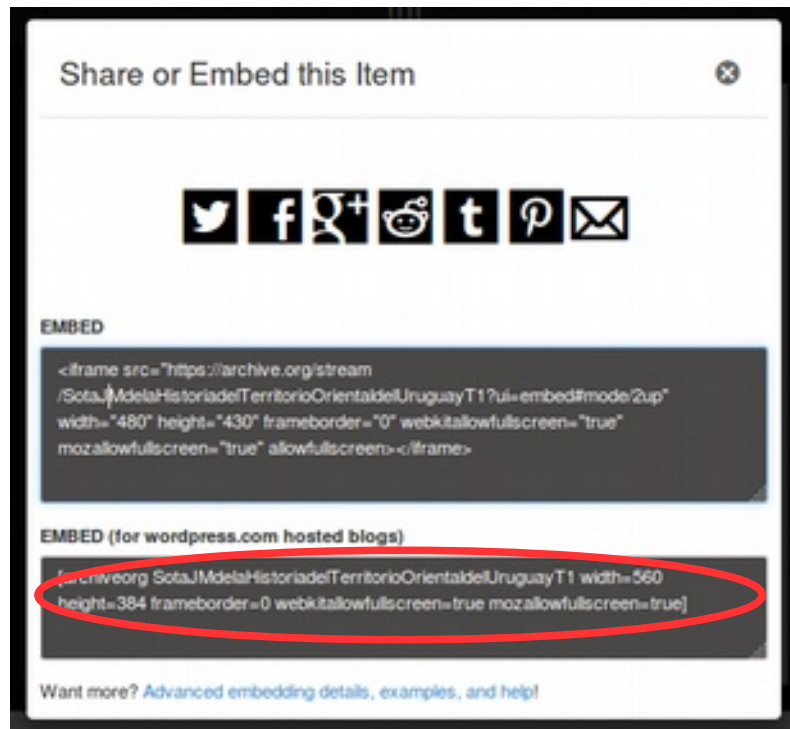 Share or Embed this Item
EMBED
<iframe src="https://archive.org/stream
/SotaJMdelaHistoriadelTerritorioOrientaldelUruguayT1?ui=embed#mode/2up"
width="480" height="430" frameborder="0" webkitallowfullscreen="true"
mozallowfullscreen="true" allowfullscreen></iframe>
EMBED (for wordpress.com hosted blogs)
[archiveorg SotaJMdelaHistoriadelTerritorioOrientaldelUruguayT1 width=560
height=384 frameborder=0 webkitallowfullscreen=true mozallowfullscreen=true]
Want more? Advanced embedding details, examples, and help!